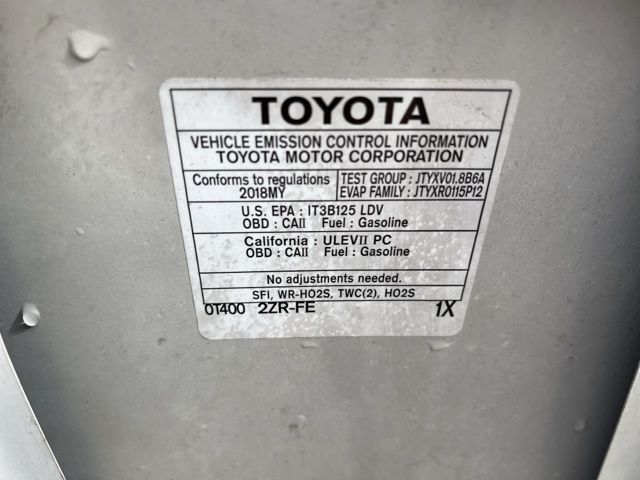 TOYOTA
VEHICLE EMISSION CONTROL INFORMATION
TOYOTA MOTOR CORPORATION
Conforms to regulations
2018MY
TEST GROUP : JTYXV01.8B6A
EVAP FAMILY : JTYXR0115P12
U.S. EPA : IT3B125 LDV
OBD : CAII Fuel : Gasoline
California : ULEVII PC
OBD : CAII Fuel : Gasoline
No adjustments needed.
SFI, WR-HO2S, TWC(2), HO2S
0T400 2ZR-FE 1X